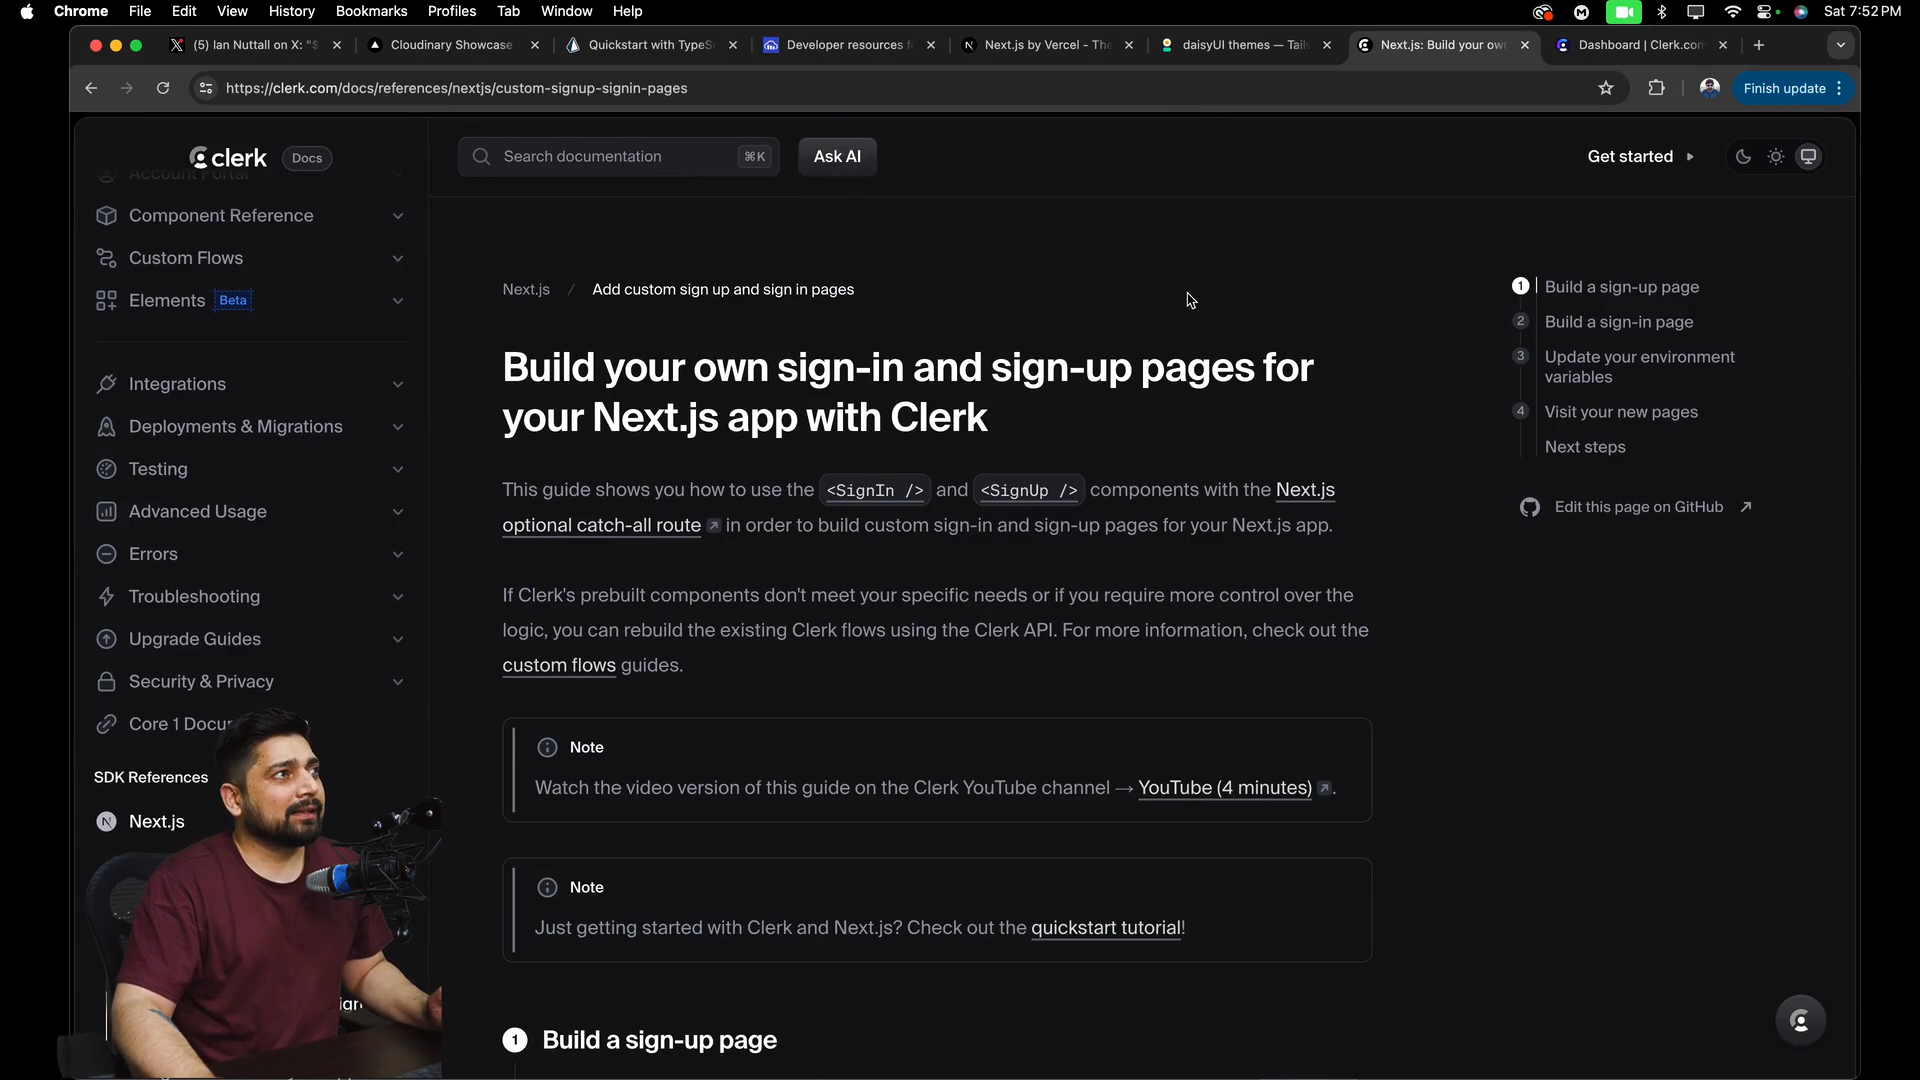 Chrome File Edit View History Bookmarks Profiles Tab Window Help
Sat 7:52 PM
(5) Ian Nuttall on X: "$
Cloudinary Showcase
Quickstart with TypeS
Developer resources f
Next.js by Vercel - The
daisyUI themes — Tail
Next.js: Build your own
Dashboard | Clerk.com
https://clerk.com/docs/references/nextjs/custom-signup-signin-pages
Finish update
clerk Docs
Search documentation ⌘K
Ask AI
Get started
Account Portal
Component Reference
Custom Flows
Elements Beta
Integrations
Deployments & Migrations
Testing
Advanced Usage
Errors
Troubleshooting
Upgrade Guides
Security & Privacy
Core 1 Docu
SDK References
Next.js
Next.js / Add custom sign up and sign in pages
Build your own sign-in and sign-up pages for
your Next.js app with Clerk
This guide shows you how to use the <SignIn /> and <SignUp /> components with the Next.js
optional catch-all route in order to build custom sign-in and sign-up pages for your Next.js app.
If Clerk's prebuilt components don't meet your specific needs or if you require more control over the
logic, you can rebuild the existing Clerk flows using the Clerk API. For more information, check out the
custom flows guides.
Note
Watch the video version of this guide on the Clerk YouTube channel → YouTube (4 minutes).
Note
Just getting started with Clerk and Next.js? Check out the quickstart tutorial!
1 Build a sign-up page
1 Build a sign-up page
2 Build a sign-in page
3 Update your environment
variables
4 Visit your new pages
Next steps
Edit this page on GitHub